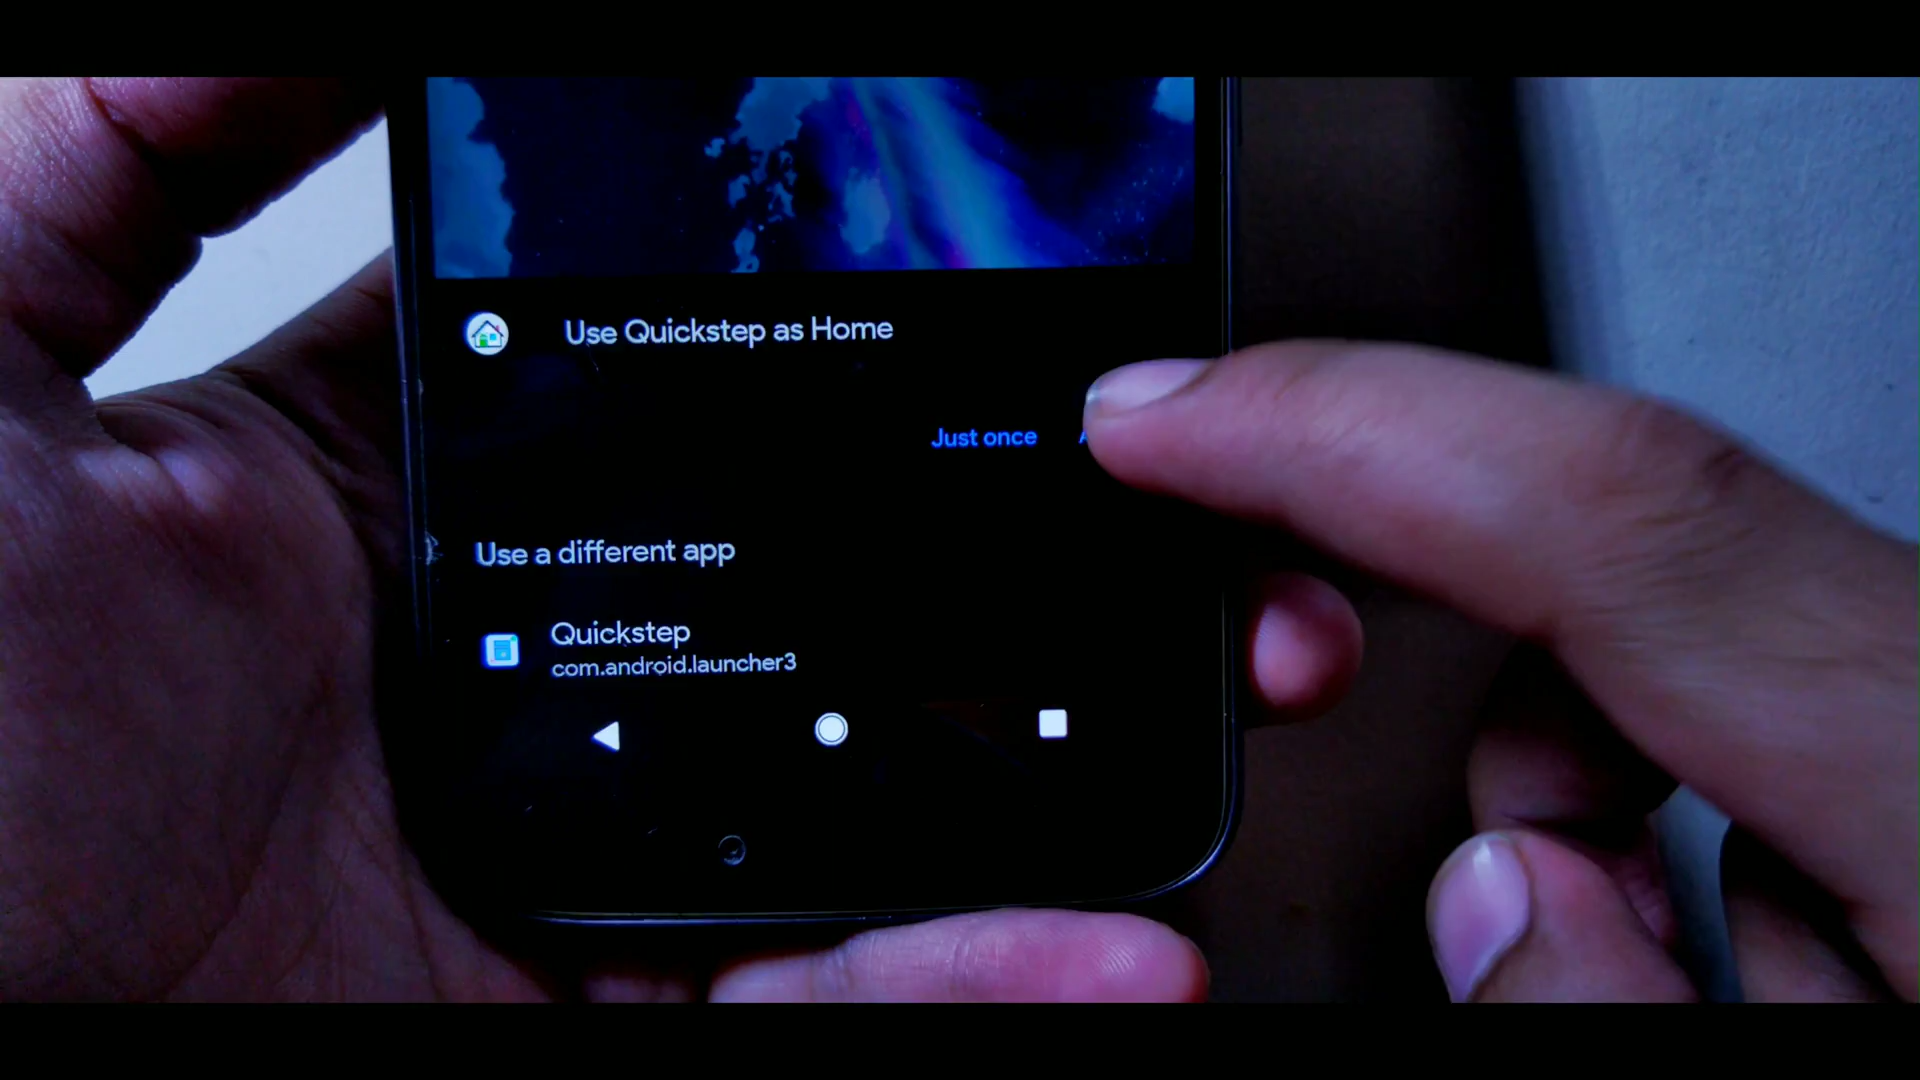 Use Quickstep as Home
Just once
Use a different app
Quickstep
com.android.launcher3